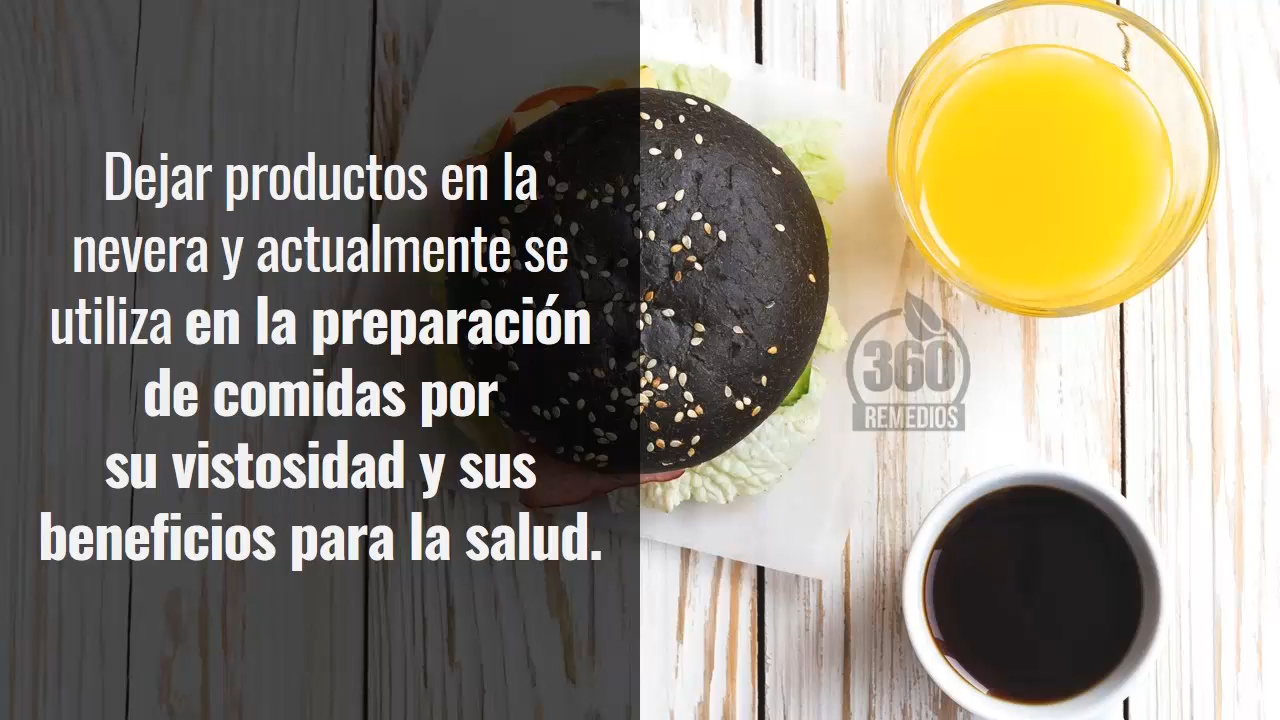 Dejar productos en la
nevera y actualmente se
utiliza en la preparación
de comidas por
su vistosidad y sus
beneficios para la salud.
360
REMEDIOS